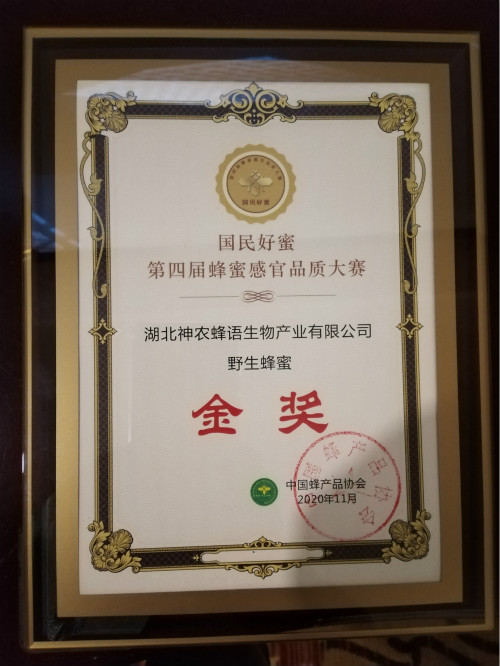 国民好蜜
国民好蜜
第四届蜂蜜感官品质大赛
湖北神农蜂语生物产业有限公司
野生蜂蜜
金奖
中国蜂产品协会
2020年11月